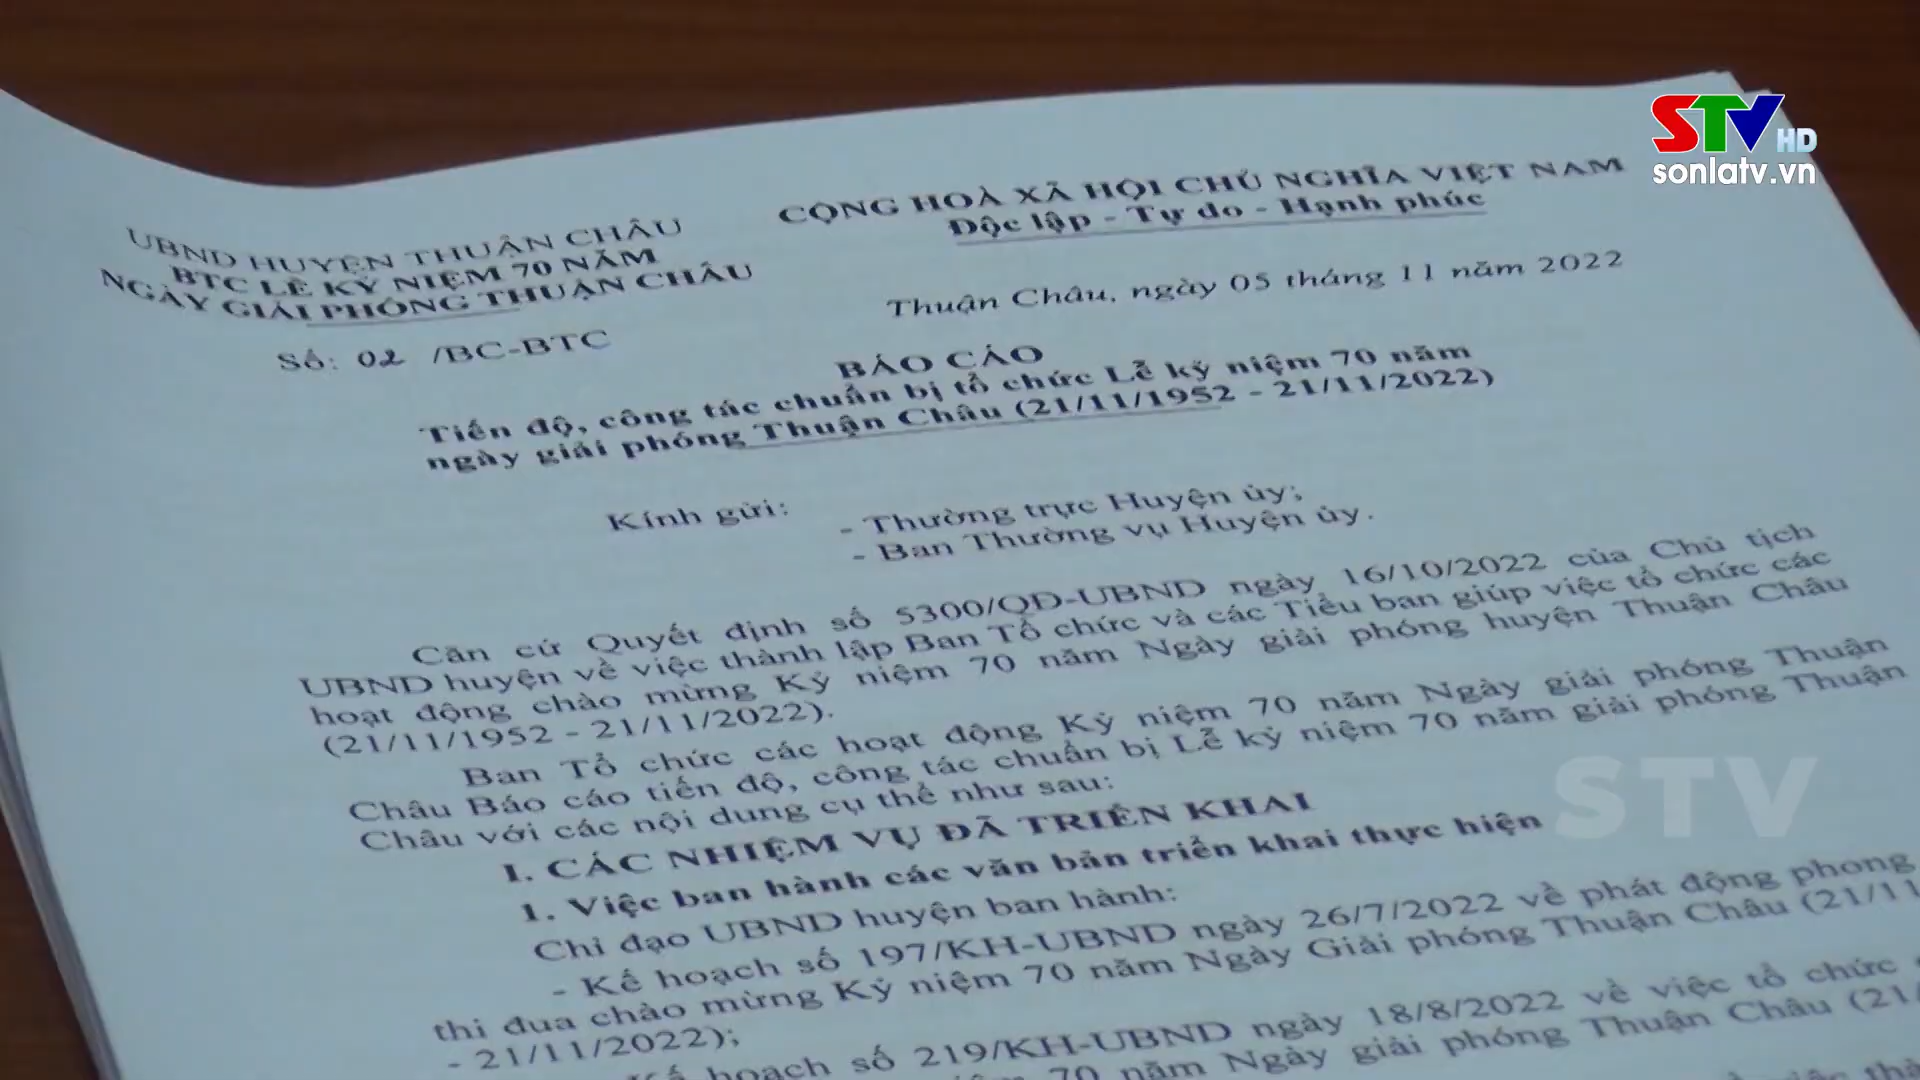 STV HD
sonlatv.vn
UBND HUYỆN THUẬN CHÂU
BTC LỄ KỶ NIỆM 70 NĂM
NGÀY GIẢI PHÓNG THUẬN CHÂU
Số: 02 /BC-BTC
CỘNG HOÀ XÃ HỘI CHỦ NGHĨA VIỆT NAM
Độc lập - Tự do - Hạnh phúc
Thuận Châu, ngày 05 tháng 11 năm 2022
BÁO CÁO
Tiến độ, công tác chuẩn bị tổ chức Lễ kỷ niệm 70 năm
ngày giải phóng Thuận Châu (21/11/1952 - 21/11/2022)
Kính gửi:
- Thường trực Huyện ủy;
- Ban Thường vụ Huyện ủy.
Căn cứ Quyết định số 5300/QĐ-UBND ngày 16/10/2022 của Chủ tịch
UBND huyện về việc thành lập Ban Tổ chức và các Tiểu ban giúp việc tổ chức các
hoạt động chào mừng Kỷ niệm 70 năm Ngày giải phóng huyện Thuận Châu
(21/11/1952 - 21/11/2022).
Ban Tổ chức các hoạt động Kỷ niệm 70 năm Ngày giải phóng Thuận
Châu Báo cáo tiến độ, công tác chuẩn bị Lễ kỷ niệm 70 năm giải phóng Thuận
Châu với các nội dung cụ thể như sau:
I. CÁC NHIỆM VỤ ĐÃ TRIỂN KHAI
1. Việc ban hành các văn bản triển khai thực hiện
Chỉ đạo UBND huyện ban hành:
- Kế hoạch số 197/KH-UBND ngày 26/7/2022 về phát động phong
thi đua chào mừng Kỷ niệm 70 năm Ngày Giải phóng Thuận Châu (21/11
- 21/11/2022);
Kế hoạch số 219/KH-UBND ngày 18/8/2022 về việc tổ chức
70 năm Ngày giải phóng Thuận Châu (21/
STV